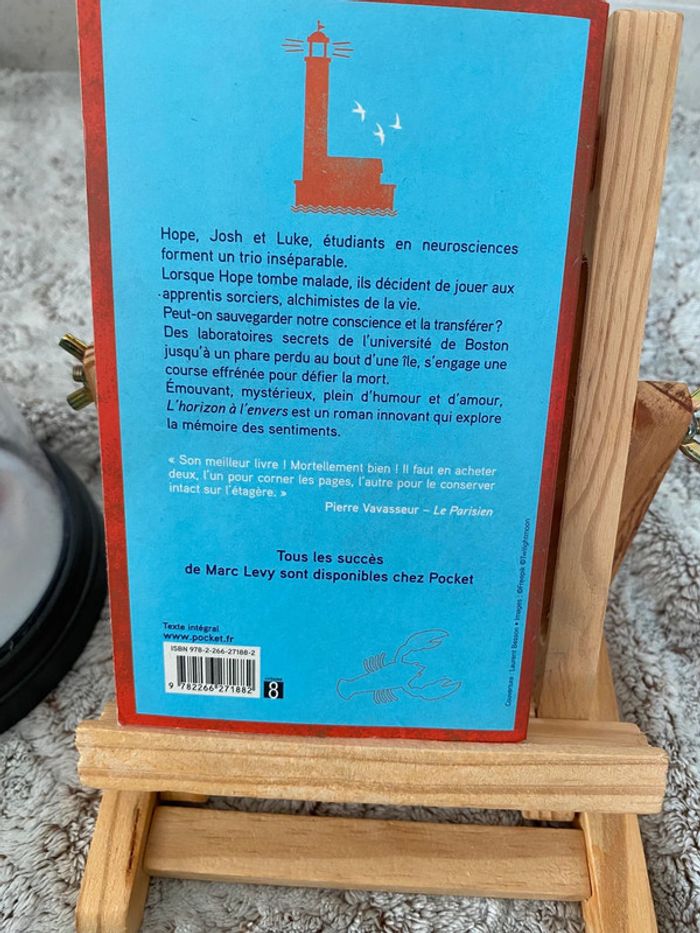 Hope, Josh et Luke, étudiants en neurosciences
forment un trio inséparable.
Lorsque Hope tombe malade, ils décident de jouer aux
apprentis sorciers, alchimistes de la vie.
Peut-on sauvegarder notre conscience et la transférer ?
Des laboratoires secrets de l'université de Boston
jusqu'à un phare perdu au bout d'une île, s'engage une
course effrénée pour défier la mort.
Émouvant, mystérieux, plein d'humour et d'amour,
L'horizon à l'envers est un roman innovant qui explore
la mémoire des sentiments.
« Son meilleur livre ! Mortellement bien ! Il faut en acheter
deux, l'un pour corner les pages, l'autre pour le conserver
intact sur l'étagère. »
Pierre Vavasseur – Le Parisien
Tous les succès
de Marc Levy sont disponibles chez Pocket
Texte intégral
www.pocket.fr
ISBN 978-2-266-27188-2
9 782266 271882
8
Couverture : Laurent Besson • Images : ©Freepik ©Twilightmoon